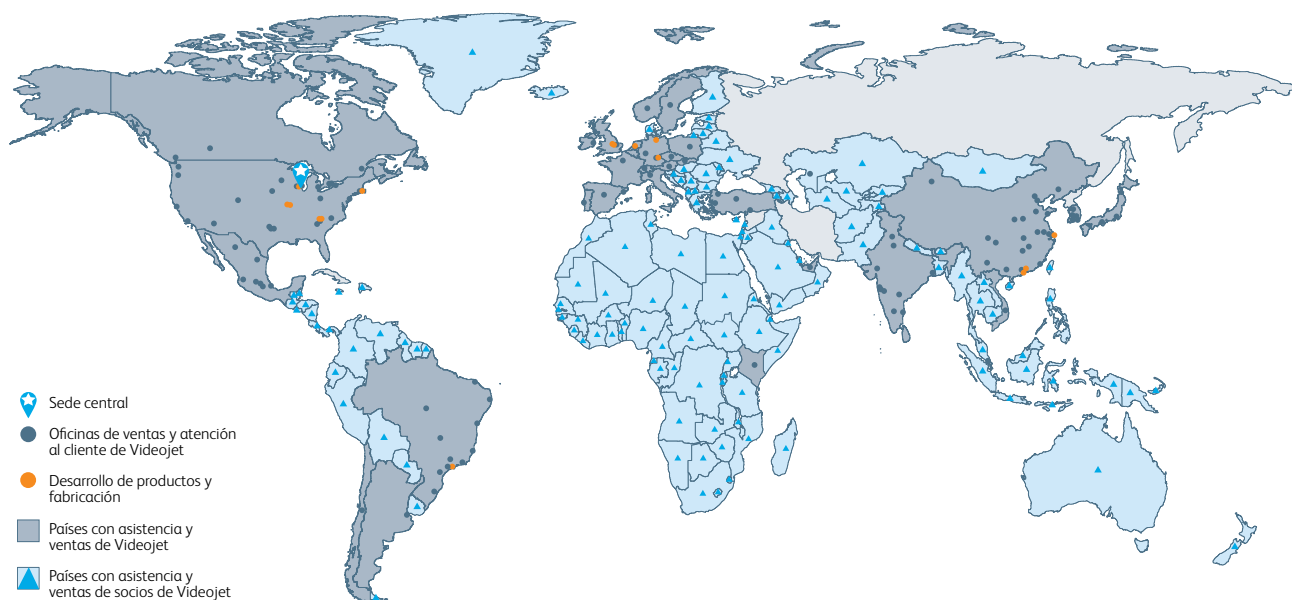 Sede central
Oficinas de ventas y atención
al cliente de Videojet
Desarrollo de productos y
fabricación
Países con asistencia y
ventas de Videojet
Países con asistencia y
ventas de socios de Videojet